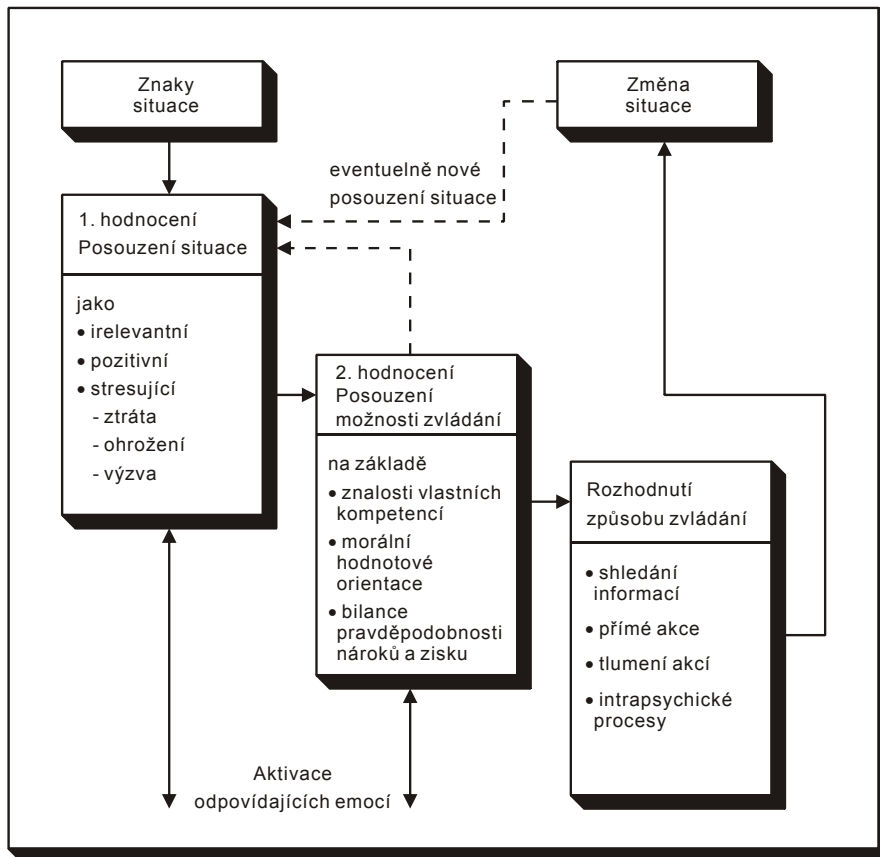 Znaky
situace
Změna
situace
eventuelně nové
posouzení situace
1. hodnocení
Posouzení situace
jako
• irelevantní
• pozitivní
• stresující
- ztráta
- ohrožení
- výzva
2. hodnocení
Posouzení
možnosti zvládání
na základě
• znalosti vlastních
kompetencí
• morální
hodnotové
orientace
• bilance
pravděpodobnosti
nároků a zisku
Rozhodnutí
způsobu zvládání
• shledání
informací
• přímé akce
• tlumení akcí
• intrapsychické
procesy
Aktivace
odpovídajících emocí